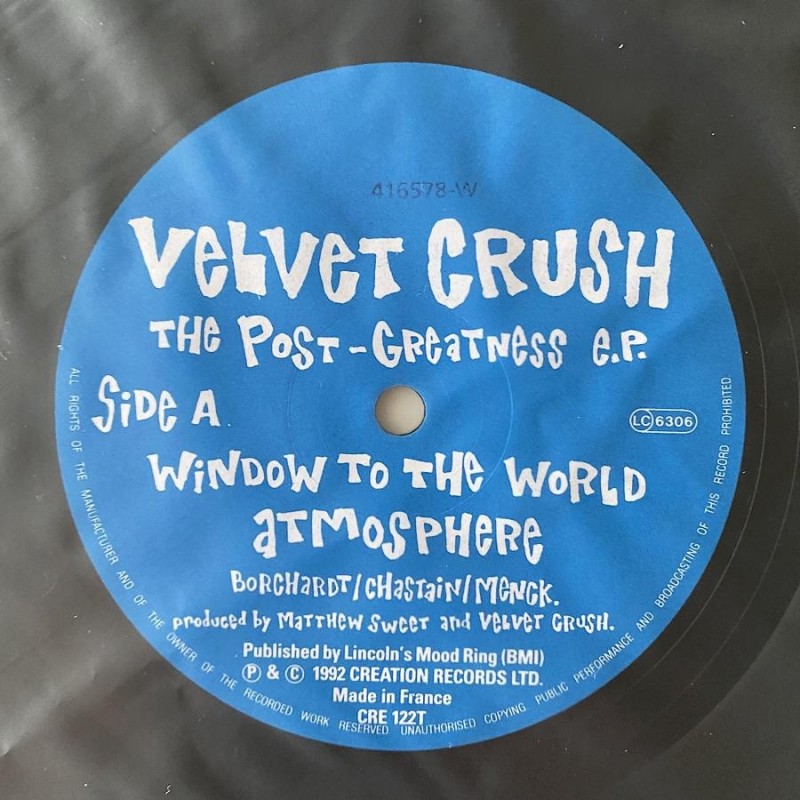 416578-W
VELVET CRUSH
THE POST-GREATNESS E.P.
SiDE A
LC 6306
WiNDOW TO THE WORLD
ATMOSPHERE
BORCHARDT/CHASTAiN/MENCK.
produced by MATTHEW SWEET and VELVET CRUSH.
Published by Lincoln's Mood Ring (BMI)
Ⓟ & © 1992 CREATION RECORDS LTD.
Made in France
CRE 122T
ALL RIGHTS OF THE MANUFACTURER AND OF THE OWNER OF THE RECORDED WORK RESERVED UNAUTHORISED COPYING PUBLIC PERFORMANCE AND BROADCASTING OF THIS RECORD PROHIBITED.